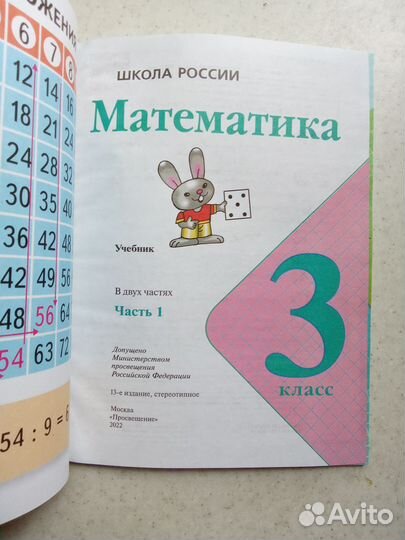 ОЖЕНИЯ
6 7 8
12 14 16
18 21 24
24 28 32
30 35 40
36 42 48
42 49 56
48 56 64
54 63 72
54 : 9 = 6
ШКОЛА РОССИИ
Математика
Учебник
В двух частях
Часть 1
3
класс
Допущено
Министерством
просвещения
Российской Федерации
13-е издание, стереотипное
Москва
«Просвещение»
2022
Avito